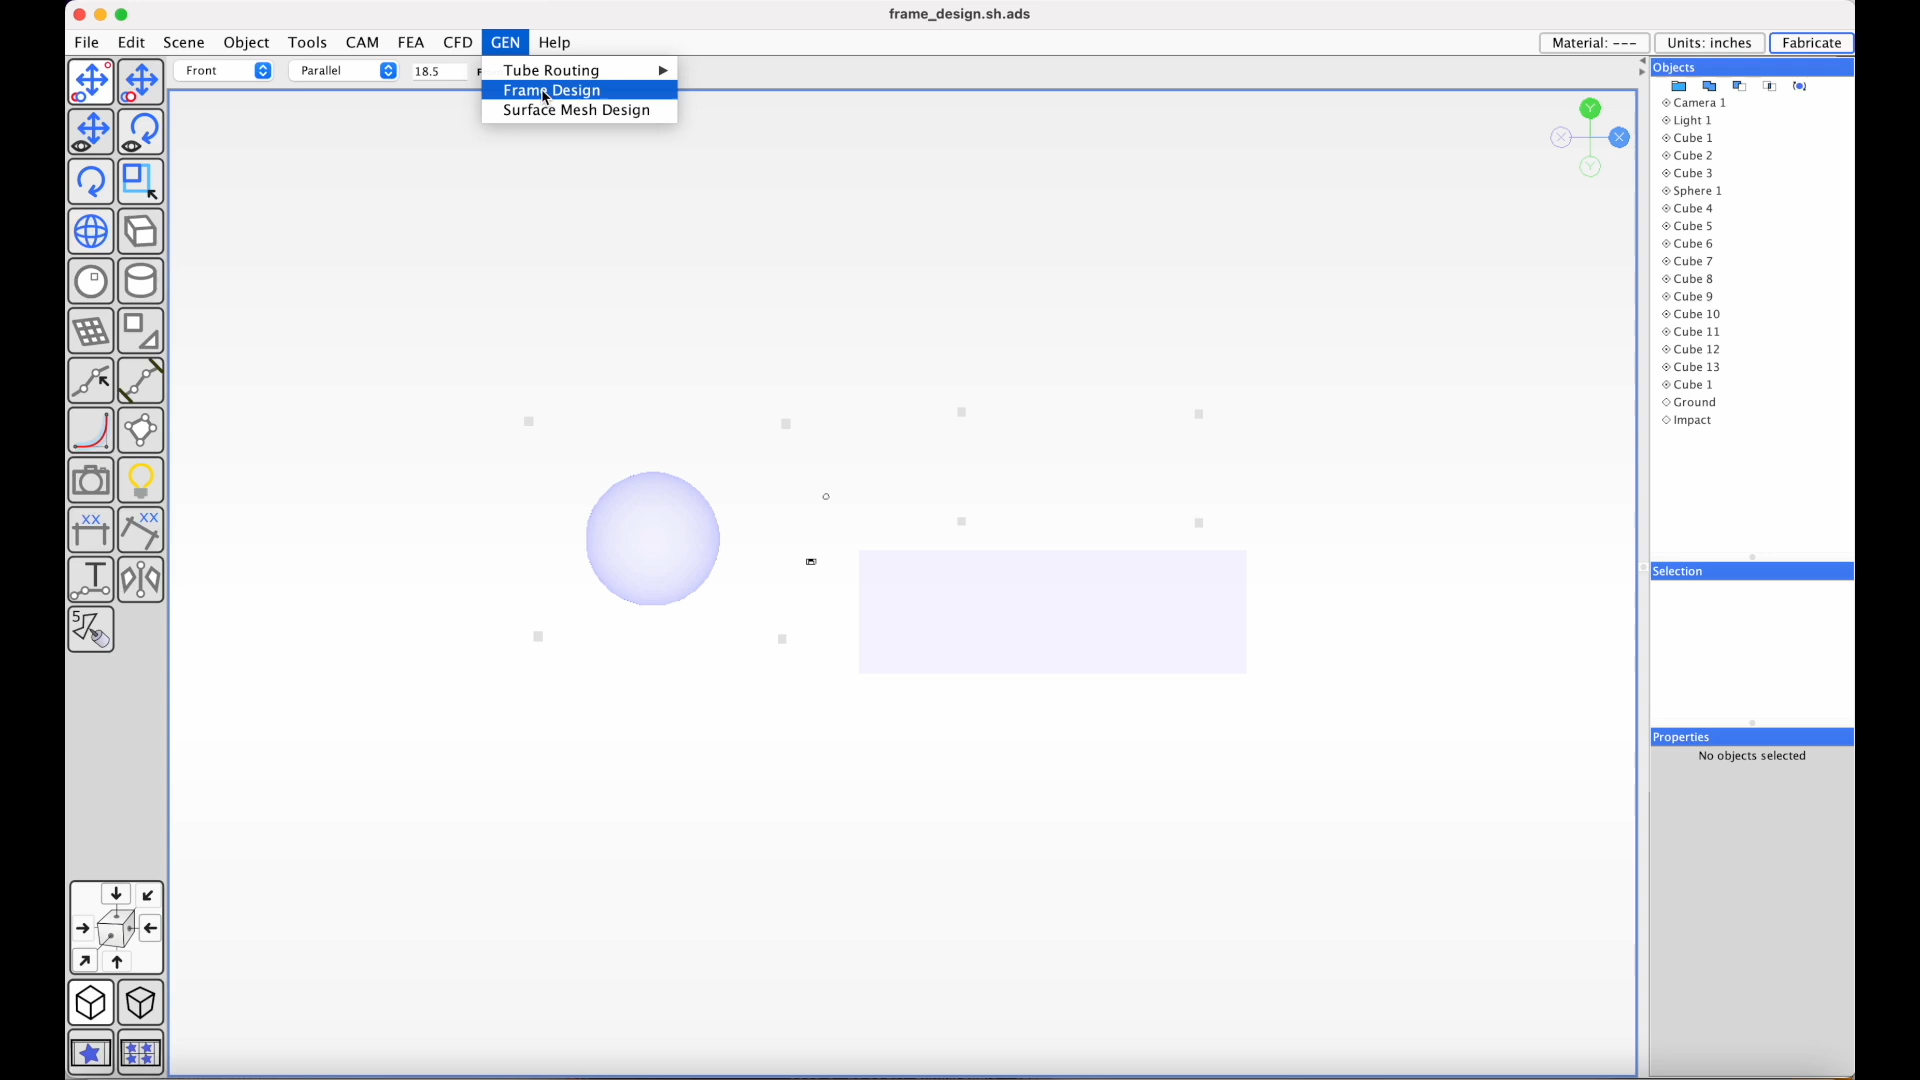 frame_design.sh.ads
File Edit Scene Object Tools CAM FEA CFD GEN Help
Material: --- Units: inches Fabricate
Front Parallel 18.5
Tube Routing
Frame Design
Surface Mesh Design
Objects
Camera 1
Light 1
Cube 1
Cube 2
Cube 3
Sphere 1
Cube 4
Cube 5
Cube 6
Cube 7
Cube 8
Cube 9
Cube 10
Cube 11
Cube 12
Cube 13
Cube 1
Ground
Impact
Selection
Properties
No objects selected
Y
X X
Y
XX XX
T
5